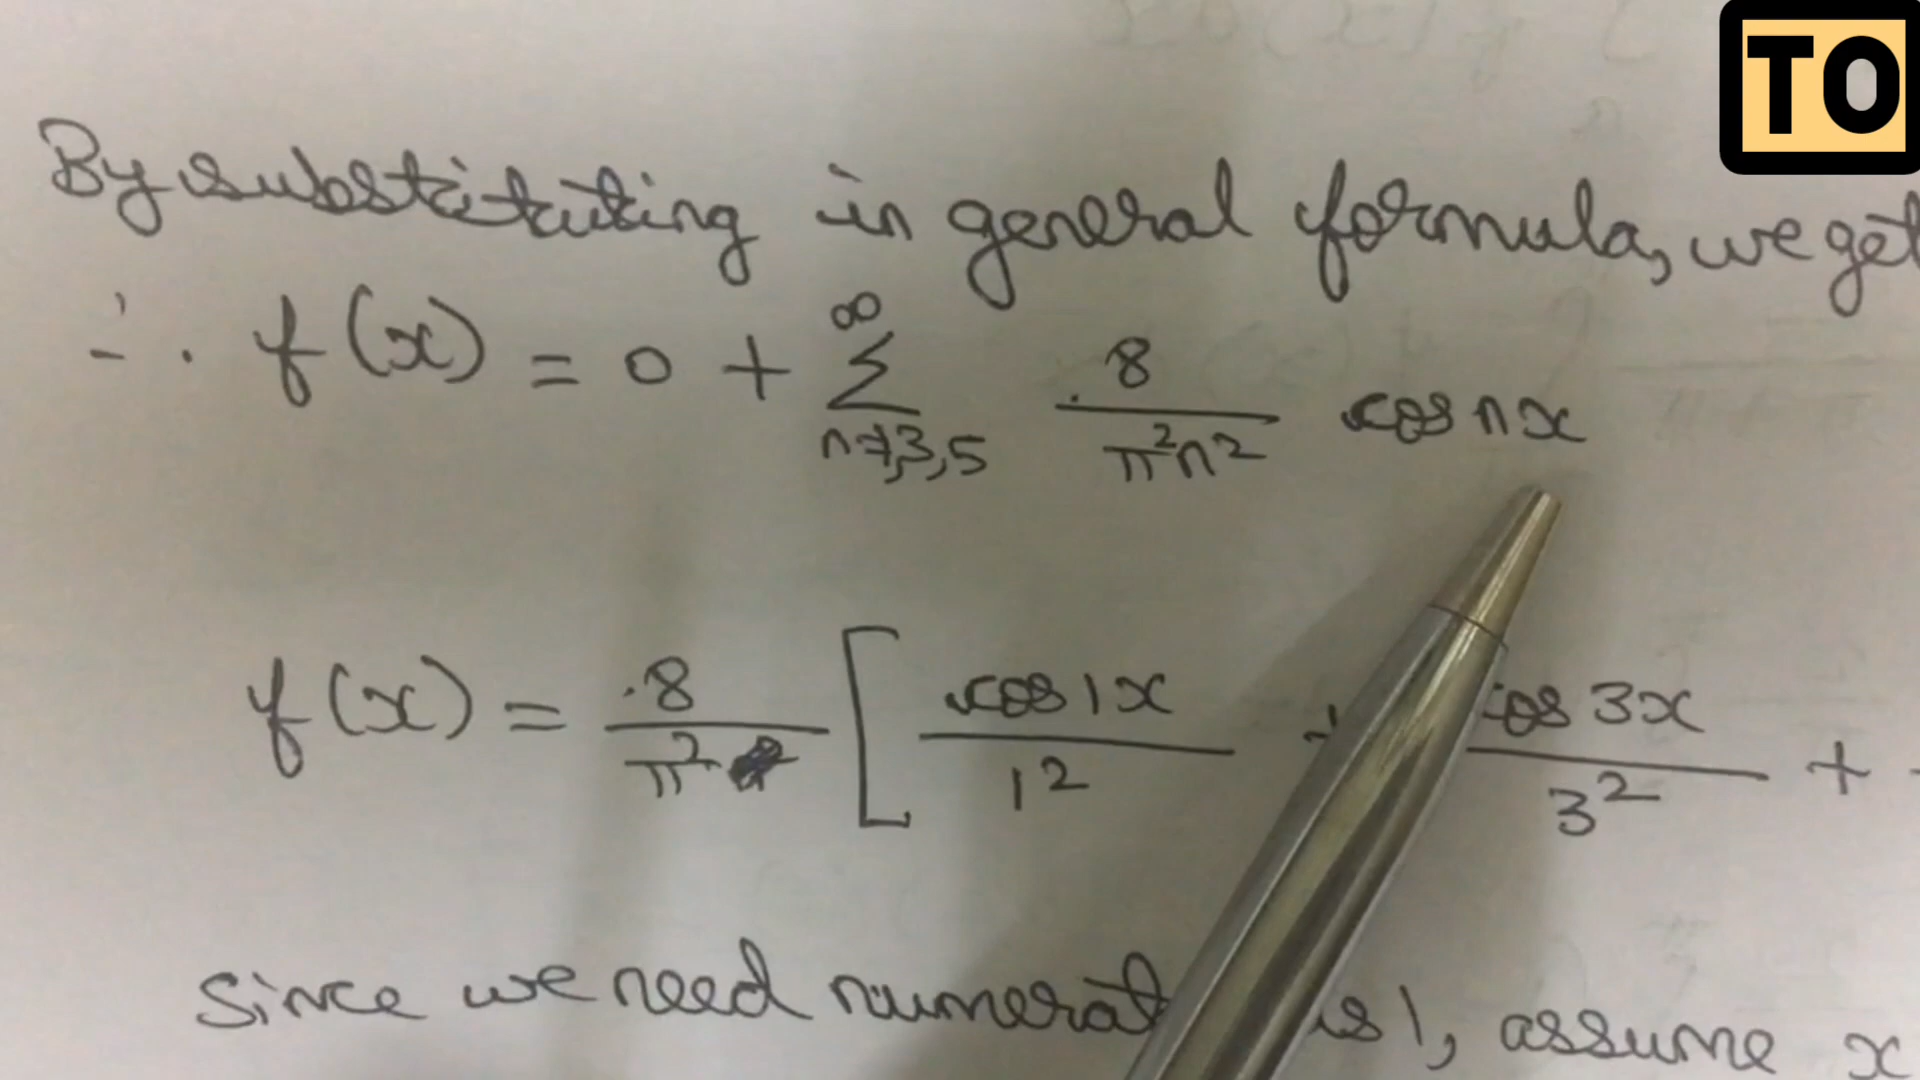 TO
By substituting in general formula, we get
∴ f(x) = 0 + ∞ Σ n=1,3,5 8/π²n² cos nx
f(x) = 8/π² [ cos 1x/1² + cos 3x/3² +
Since we need numerat is 1, assume x